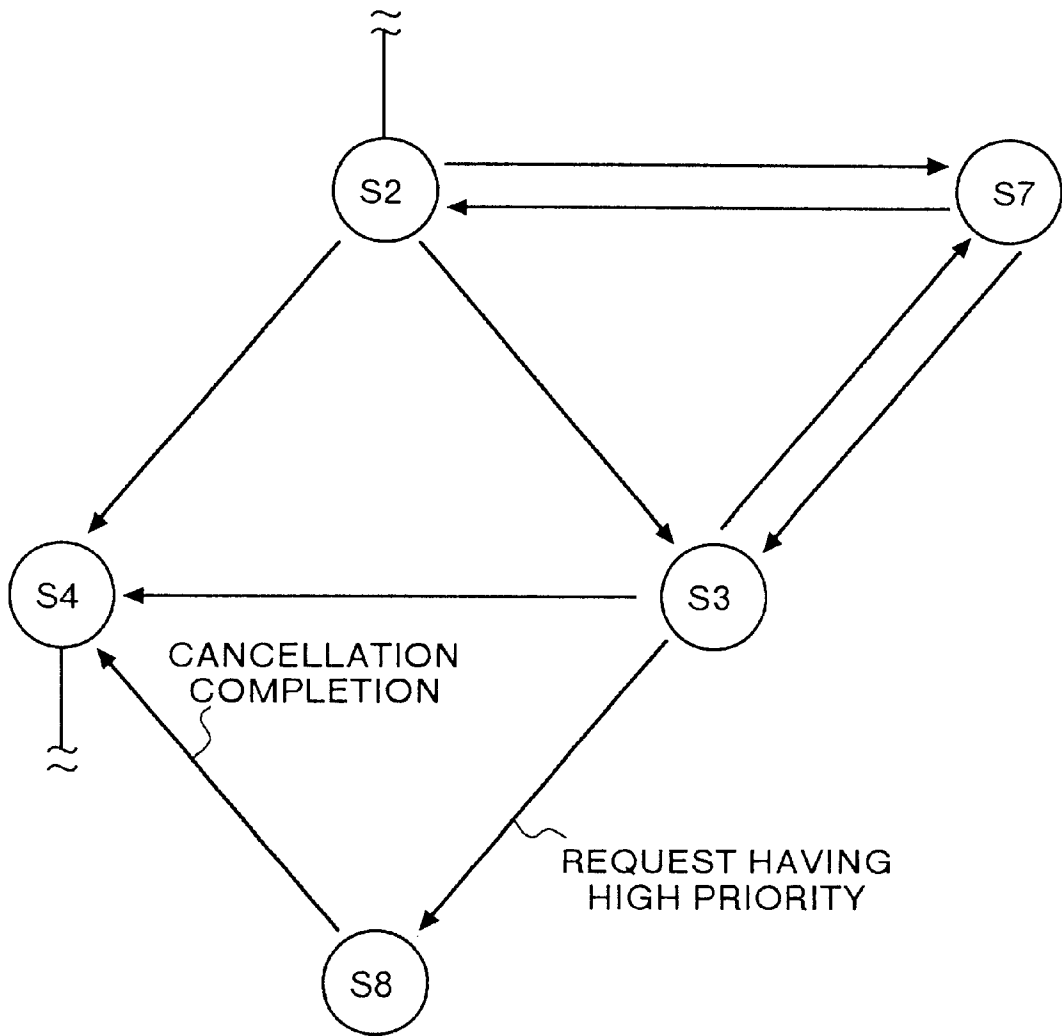 S2
S7
S4
S3
CANCELLATION
COMPLETION
REQUEST HAVING
HIGH PRIORITY
S8